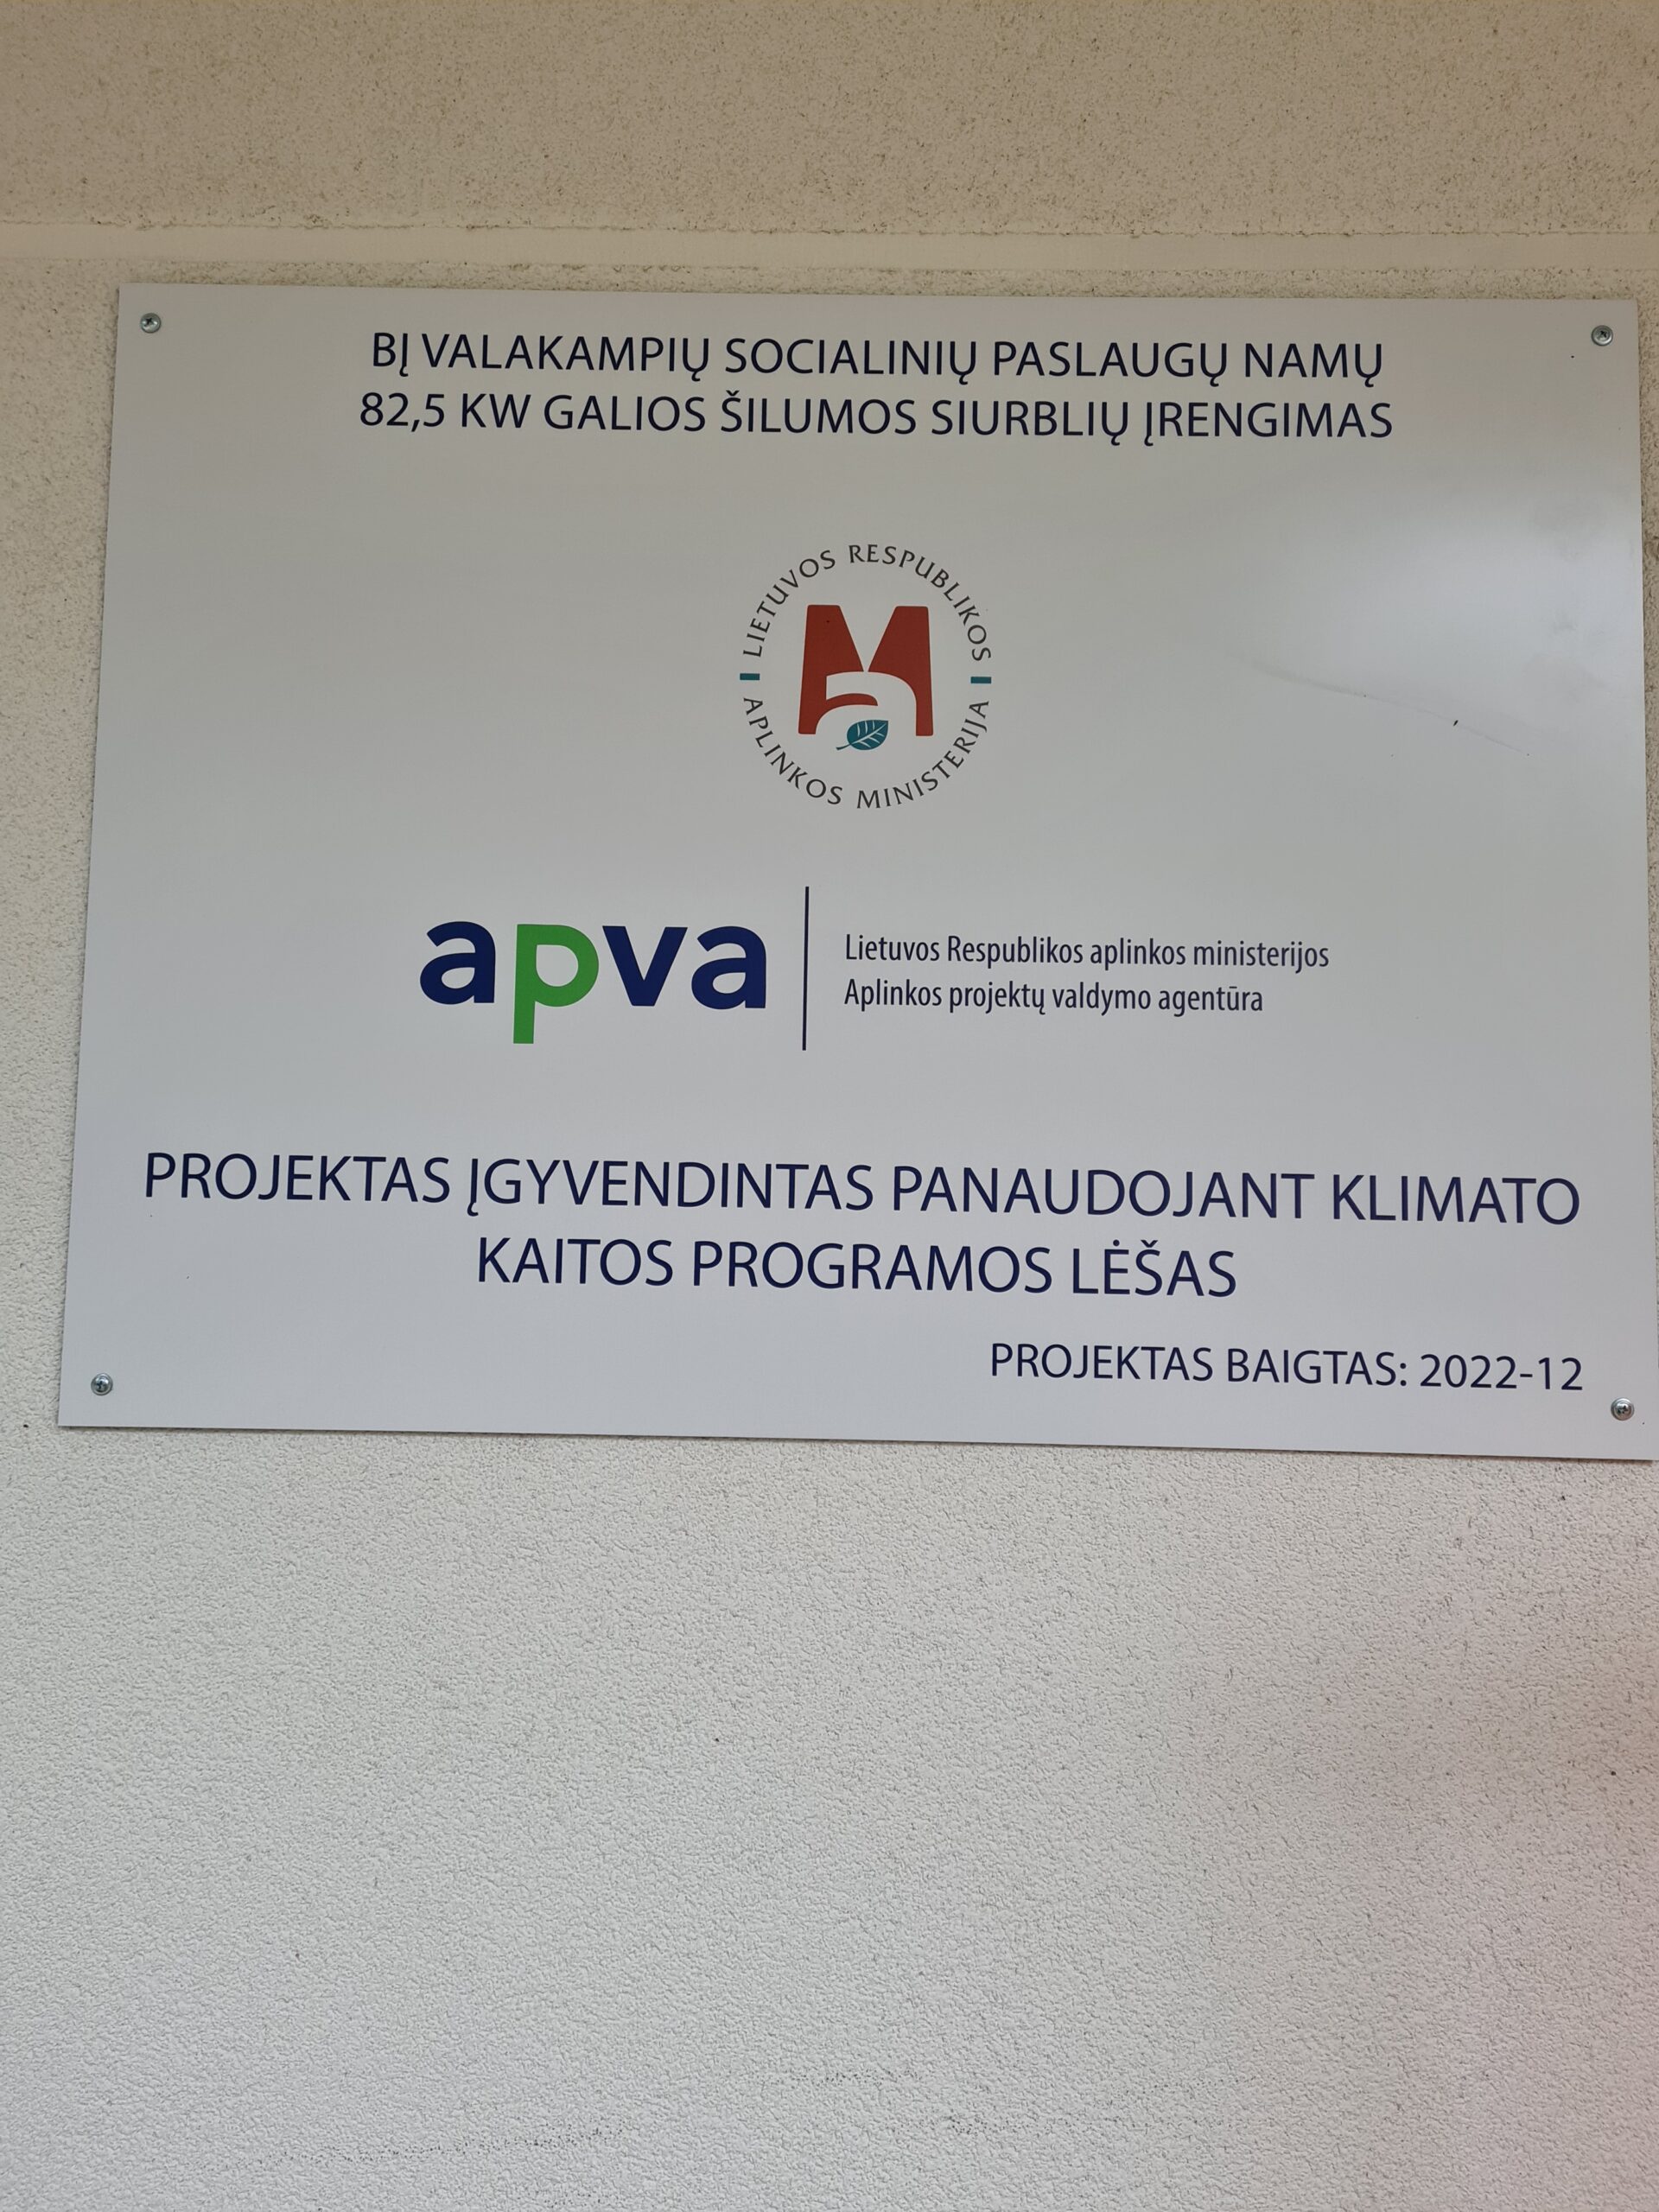 BĮ VALAKAMPIŲ SOCIALINIŲ PASLAUGŲ NAMŲ
82,5 KW GALIOS ŠILUMOS SIURBLIŲ ĮRENGIMAS
LIETUVOS RESPUBLIKOS
Ma
APLINKOS MINISTERIJA
apva
Lietuvos Respublikos aplinkos ministerijos
Aplinkos projektų valdymo agentūra
PROJEKTAS ĮGYVENDINTAS PANAUDOJANT KLIMATO
KAITOS PROGRAMOS LĖŠAS
PROJEKTAS BAIGTAS: 2022-12